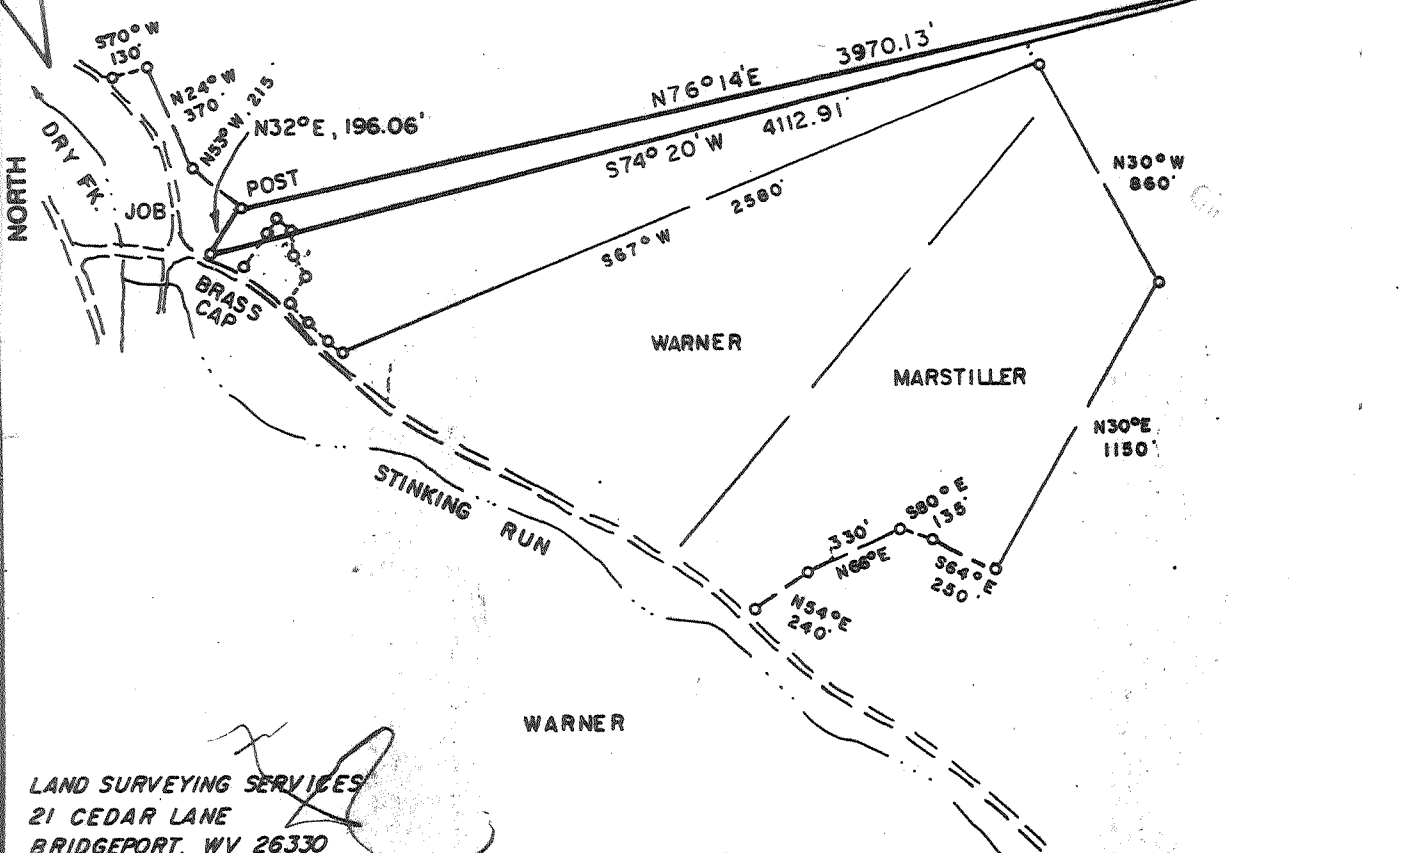 S70° W
130'
N24° W
370'
N53° W. 215'
N32°E, 196.06'
3970.13'
N76° 14'E
S74° 20' W
4112.91'
S67° W
2580'
N30° W
860'
DRY FK.
NORTH
JOB
POST
BRASS
CAP
WARNER
MARSTILLER
N30°E
1150'
STINKING RUN
330'
N66°E
S80° E
135'
S64° E
250'
N54°E
240'
WARNER
LAND SURVEYING SERVICES
21 CEDAR LANE
BRIDGEPORT, WV 26330